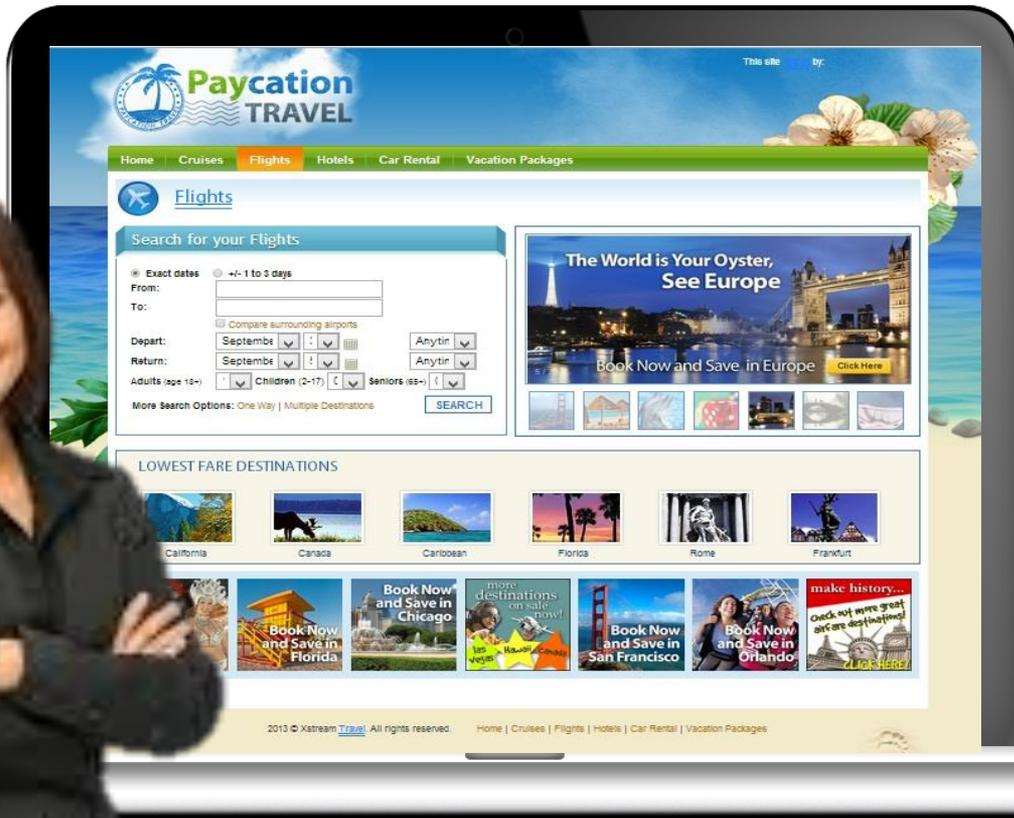 Paycation
TRAVEL
PAYCATION TRAVEL
This site by:
Home Cruises Flights Hotels Car Rental Vacation Packages
Flights
Search for your Flights
Exact dates +/- 1 to 3 days
From:
To:
Compare surrounding airports
Depart: Septembe Anytin
Return: Septembe Anytin
Adults (age 18+) Children (2-17) Seniors (65+)
More Search Options: One Way | Multiple Destinations SEARCH
The World is Your Oyster,
See Europe
Book Now and Save in Europe Click Here
LOWEST FARE DESTINATIONS
California Canada Caribbean Florida Rome Frankfurt
Book Now
and Save in
Florida
Book Now
and Save in
Chicago
more
destinations
on sale
now!
las vegas Hawaii Canada
Book Now
and Save in
San Francisco
Book Now
and Save in
Orlando
make history...
check out more great
airfare destinations!
CLICK HERE!
2013 © Xstream Travel. All rights reserved. Home | Cruises | Flights | Hotels | Car Rental | Vacation Packages